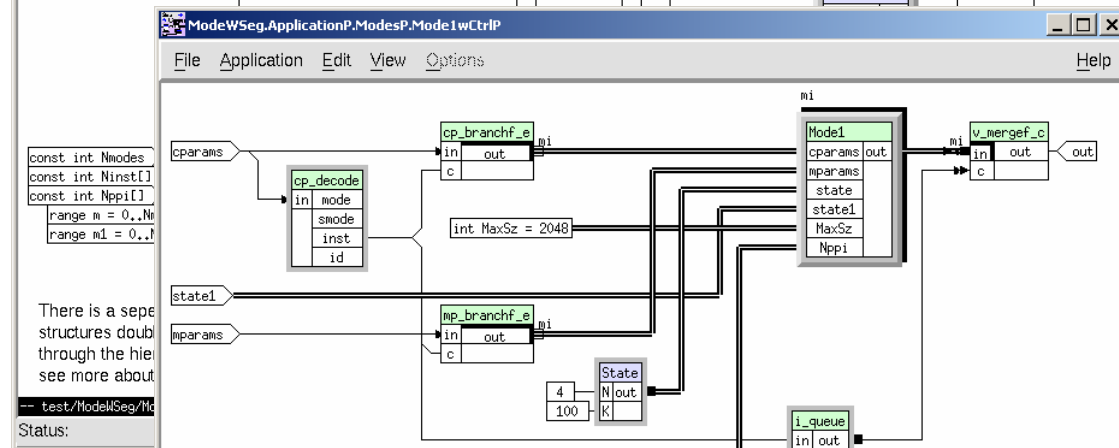 ModeWSeg.ApplicationP.ModesP.Mode1wCtrlP
File Application Edit View Options Help
mi
cp_branchf_e
in out
c
mi
cparams
Mode1
cparams out
mparams
state
state1
MaxSz
Nppi
mi
v_mergef_c
in out
c
out
const int Nmodes
const int Ninst[]
const int Nppi[]
range m = 0..
range m1 = 0..
cp_decode
in mode
smode
inst
id
int MaxSz = 2048
state1
mparams
mp_branchf_e
in out
c
mi
There is a
structures
through the
see more about
State
4 N out
100 K
-- test/ModeWSeg/
Status:
i_queue
in out